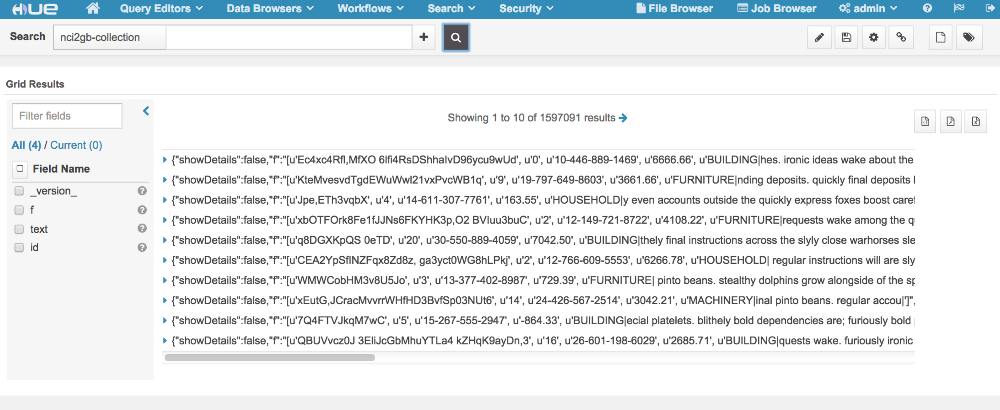 HUE Query Editors Data Browsers Workflows Search Security File Browser Job Browser admin
Search nci2gb-collection
Grid Results
Filter fields
Showing 1 to 10 of 1597091 results
All (4) / Current (0)
Field Name
_version_
f
text
id
{"showDetails":false,"f":"[u'Ec4xc4Rfl,MfXO 6lfi4RsDShhalvD96ycu9wUd', u'0', u'10-446-889-1469', u'6666.66', u'BUILDING|hes. ironic ideas wake about the
{"showDetails":false,"f":"[u'KteMvesvdTgdEWuWwl21vxPvcWB1q', u'9', u'19-797-649-8603', u'3661.66', u'FURNITURE|nding deposits. quickly final deposits
{"showDetails":false,"f":"[u'Jpe,ETh3vqbX', u'4', u'14-611-307-7761', u'163.55', u'HOUSEHOLD|y even accounts outside the quickly express foxes boost caref
{"showDetails":false,"f":"[u'xbOTFOrk8Fe1fJJNs6FKYHK3p,O2 BVluu3buC', u'2', u'12-149-721-8722', u'4108.22', u'FURNITURE|requests wake among the q
{"showDetails":false,"f":"[u'q8DGXKpQS 0eTD', u'20', u'30-550-889-4059', u'7042.50', u'BUILDING|thely final instructions across the slyly close warhorses sle
{"showDetails":false,"f":"[u'CEA2YpSflNZFqx8Zd8z, ga3yct0WG8hLPkj', u'2', u'12-766-609-5553', u'6266.78', u'HOUSEHOLD| regular instructions will are sly
{"showDetails":false,"f":"[u'WMWCobHM3v8U5Jo', u'3', u'13-377-402-8987', u'729.39', u'FURNITURE| pinto beans. stealthy dolphins grow alongside of the sp
{"showDetails":false,"f":"[u'xEutG,JCracMvvrrWHfHD3BvfSp03NUt6', u'14', u'24-426-567-2514', u'3042.21', u'MACHINERY|inal pinto beans. regular accou|']",
{"showDetails":false,"f":"[u'7Q4FTVJkqM7wC', u'5', u'15-267-555-2947', u'-864.33', u'BUILDING|ecial platelets. blithely bold dependencies are; furiously bold
{"showDetails":false,"f":"[u'QBUVvcz0J 3EliJcGbMhuYTLa4 kZHqK9ayDn,3', u'16', u'26-601-198-6029', u'2685.71', u'BUILDING|quests wake. furiously ironic